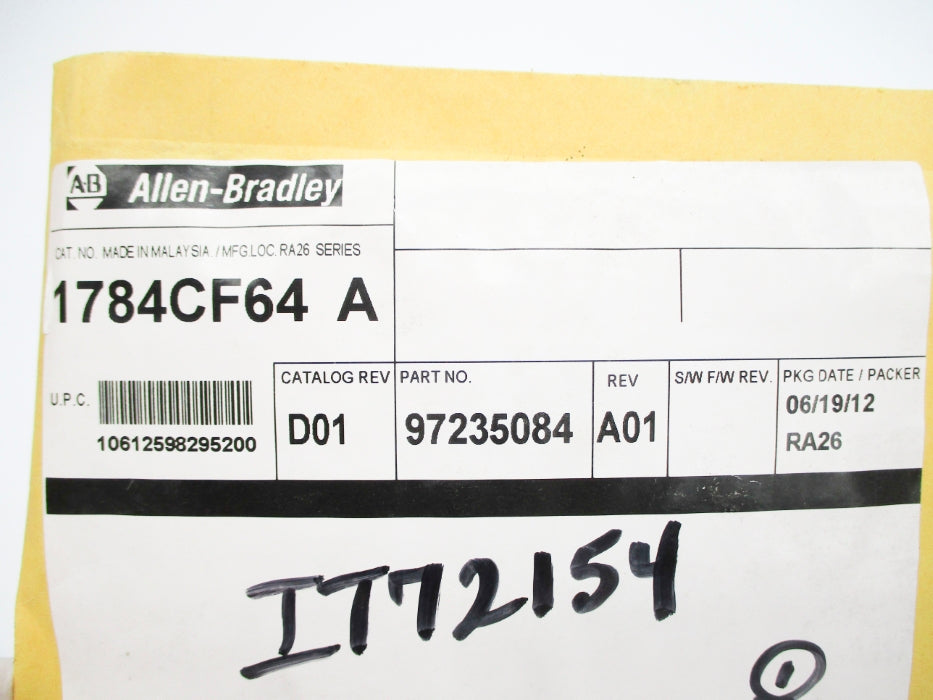 A-B Allen-Bradley
CAT. NO. MADE IN MALAYSIA. / MFG.LOC. RA26 SERIES
1784CF64 A
U.P.C.
10612598295200
CATALOG REV
D01
PART NO.
97235084
REV
A01
S/W F/W REV.
PKG DATE / PACKER
06/19/12
RA26
IT72154
1